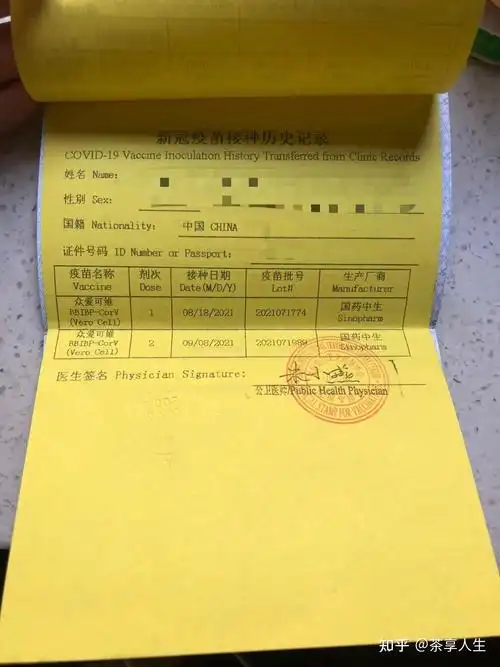 新冠疫苗接种历史记录
COVID-19 Vaccine Inoculation History Transferred from Clinic Records
姓名 Name:
性别 Sex:
国籍 Nationality: 中国 CHINA
证件号码 ID Number or Passport:
疫苗名称 剂次 接种日期 疫苗批号 生产厂商
Vaccine Dose Date(M/D/Y) Lot# Manufacturer
众爱可维 国药中生
BBIBP-CorV 1 08/18/2021 2021071774 Sinopharm
(Vero Cell)
众爱可维 国药中生
BBIBP-CorV 2 09/08/2021 2021071989 Sinopharm
(Vero Cell)
医生签名 Physician Signature:
公卫医师/Public Health Physician
知乎 @茶享人生